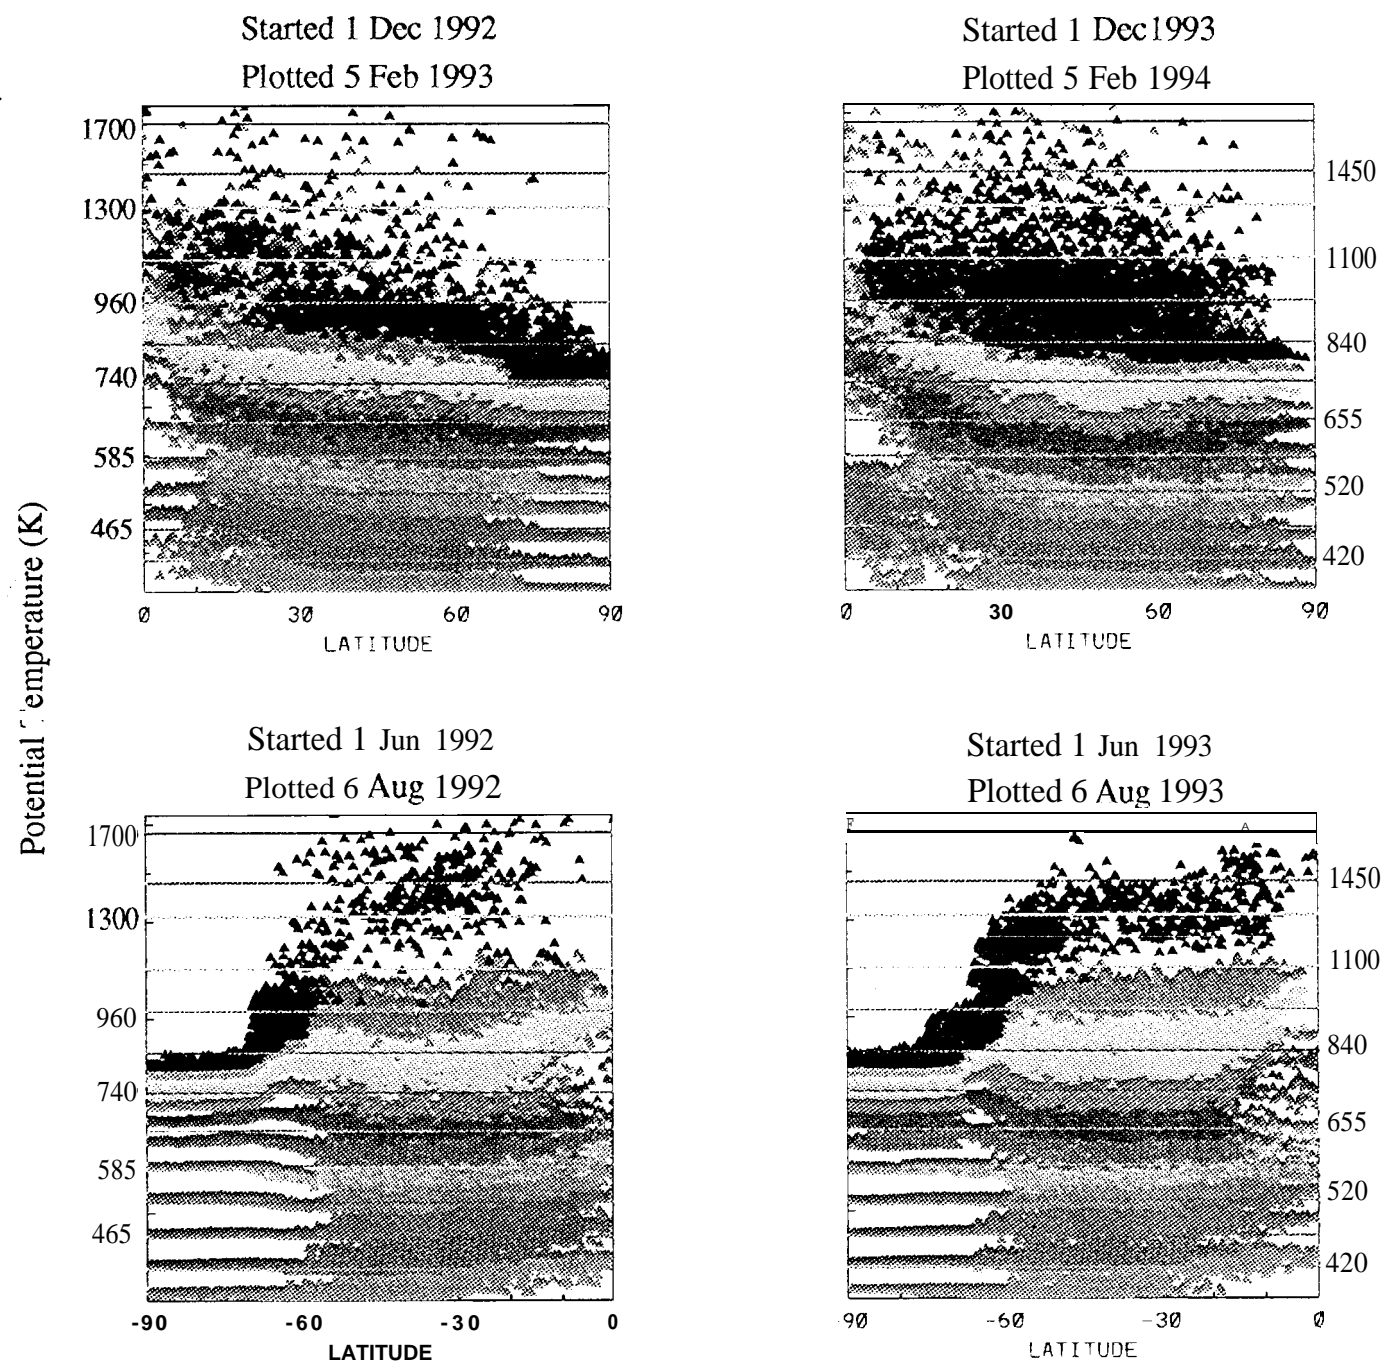 Started 1 Dec 1992
Plotted 5 Feb 1993
Started 1 Dec 1993
Plotted 5 Feb 1994
1700
1300
960
740
585
465
1450
1100
840
655
520
420
0 30 60 90
LATITUDE
0 30 60 90
LATITUDE
Potential Temperature (K)
Started 1 Jun 1992
Plotted 6 Aug 1992
Started 1 Jun 1993
Plotted 6 Aug 1993
1700
1300
960
740
585
465
1450
1100
840
655
520
420
-90 -60 -30 0
LATITUDE
90 -60 -30 0
LATITUDE